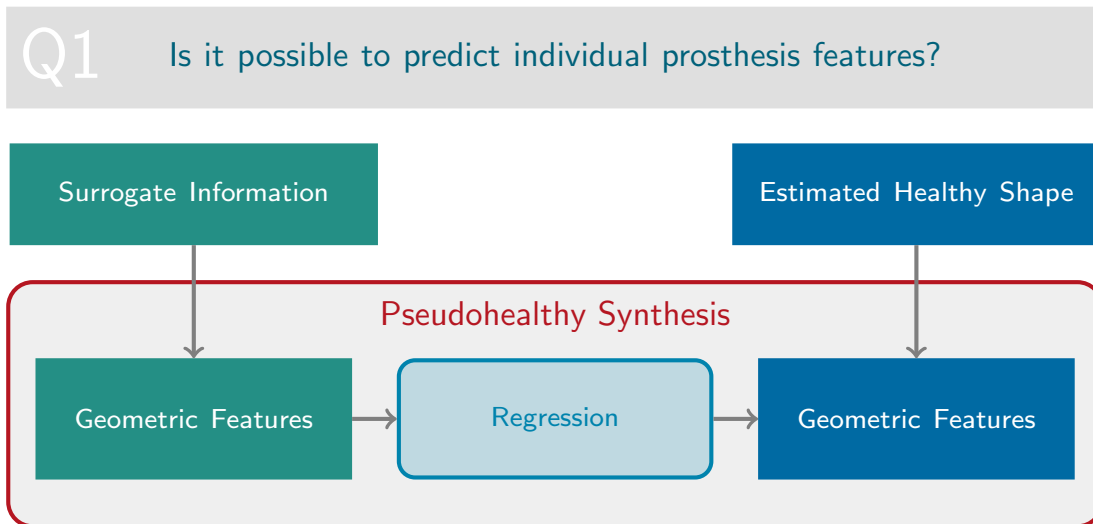 Q1
Is it possible to predict individual prosthesis features?
Surrogate Information
Estimated Healthy Shape
Pseudohealthy Synthesis
Geometric Features
Regression
Geometric Features